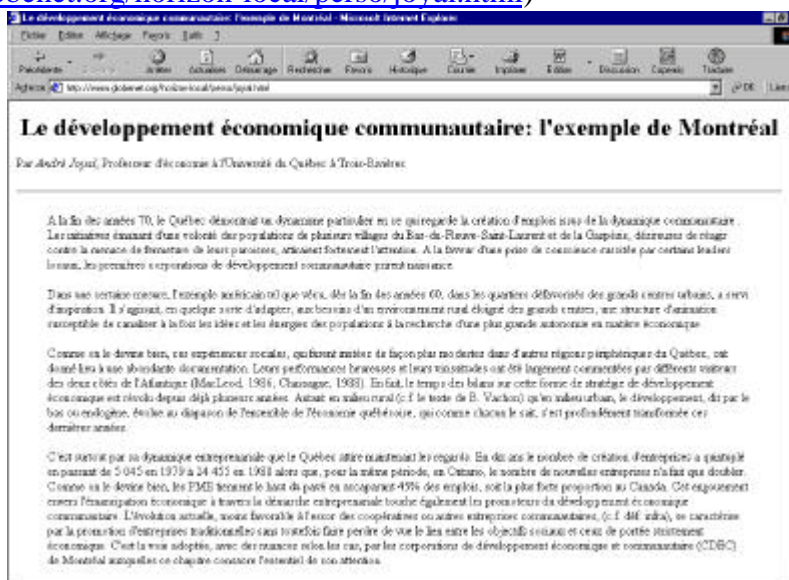 ocnet.org/horizon-local/perso/joyal.html)
Le développement économique communautaire: l'exemple de Montréal - Microsoft Internet Explorer
Fichier Edition Affichage Favoris ?
Précédente Arrêter Actualiser Démarrage Rechercher Favoris Historique Courrier Imprimer Edition Discussion
Adresse http://www.globenet.org/horizon-local/perso/joyal.html OK Liens
Le développement économique communautaire: l'exemple de Montréal
Par André Joyal, Professeur d'économie à l'Université du Québec à Trois-Rivières
A la fin des années 70, le Québec démontrait un dynamisme particulier en ce qui regarde la création d'emplois issus de la dynamique communautaire.
Les initiatives émanant d'une volonté des populations de plusieurs villages du Bas-du-Fleuve-Saint-Laurent et de la Gaspésie, désireuses de réagir
contre la menace de fermeture de leurs paroisses, attiraient fortement l'attention. A la faveur d'une prise de conscience suscitée par certains leaders
locaux, les premières corporations de développement communautaire prirent naissance.
Dans une certaine mesure, l'exemple américain tel que vécu, dès la fin des années 60, dans les quartiers défavorisés des grands centres urbains, a servi
d'inspiration. Il s'agissait, en quelque sorte d'adapter, aux besoins d'un environnement rural éloigné des grands centres, une structure d'animation
susceptible de canaliser à la fois les idées et les énergies des populations à la recherche d'une plus grande autonomie en matière économique.
Comme on le devine bien, ces expériences sociales, qui furent imitées de façon plus modestes dans d'autres régions périphériques du Québec, ont
donné lieu à une abondante documentation. Leurs performances heureuses et leurs vicissitudes ont été largement commentées par différents visiteurs
des deux côtés de l'Atlantique (MacLeod, 1986, Chassagne, 1988). En fait, le temps des bilans sur cette forme de stratégie de développement
économique est révolu depuis déjà plusieurs années. Autant en milieu rural (c.f. le texte de B. Vachon) qu'en milieu urbain, le développement, dit par le
bas ou endogène, évolue au diapason de l'ensemble de l'économie québécoise, qui comme chacun le sait, s'est profondément transformée ces
dernières années.
C'est surtout par sa dynamique entrepreneuriale que le Québec attire maintenant les regards. En dix ans le nombre de création d'entreprises a quintuplé
en passant de 5 045 en 1979 à 24 455 en 1988 alors que, pour la même période, en Ontario, le nombre de nouvelles entreprises n'a fait que doubler.
Comme on le devine bien, les PME tiennent le haut du pavé en accaparant 45% des emplois, soit la plus forte proportion au Canada. Cet engouement
envers l'émancipation économique à travers la démarche entrepreneuriale touche également les promoteurs du développement économique
communautaire. L'évolution actuelle, moins favorable à l'essor des coopératives ou autres entreprises communautaires, (c.f. déf. infra), se caractérise
par la promotion d'entreprises traditionnelles sans toutefois faire perdre de vue le lien entre les objectifs sociaux et ceux de portée strictement
économique. C'est la voie adoptée, avec des nuances selon les cas, par les corporations de développement économique et communautaire (CDEC)
de Montréal auxquelles ce chapitre consacre l'essentiel de son attention.